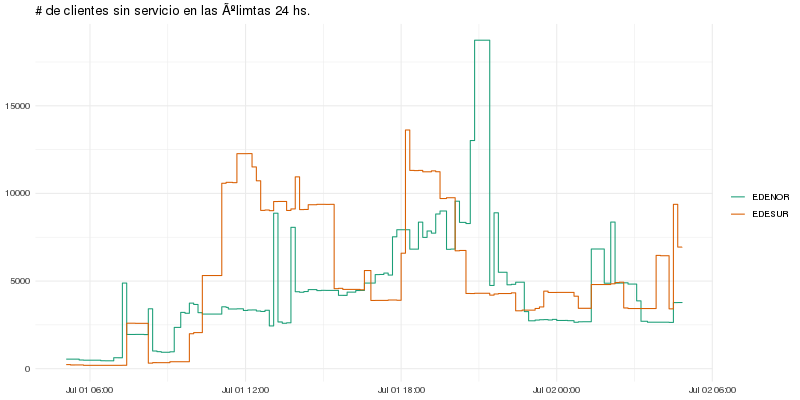 # de clientes sin servicio en las Ãºlimtas 24 hs.
15000
10000
5000
0
Jul 01 06:00
Jul 01 12:00
Jul 01 18:00
Jul 02 00:00
Jul 02 06:00
EDENOR
EDESUR